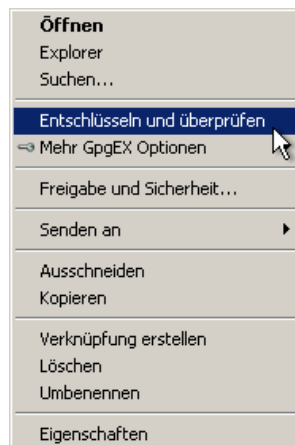 Öffnen
Explorer
Suchen...
Entschlüsseln und überprüfen
Mehr GpgEX Optionen
Freigabe und Sicherheit...
Senden an
Ausschneiden
Kopieren
Verknüpfung erstellen
Löschen
Umbenennen
Eigenschaften